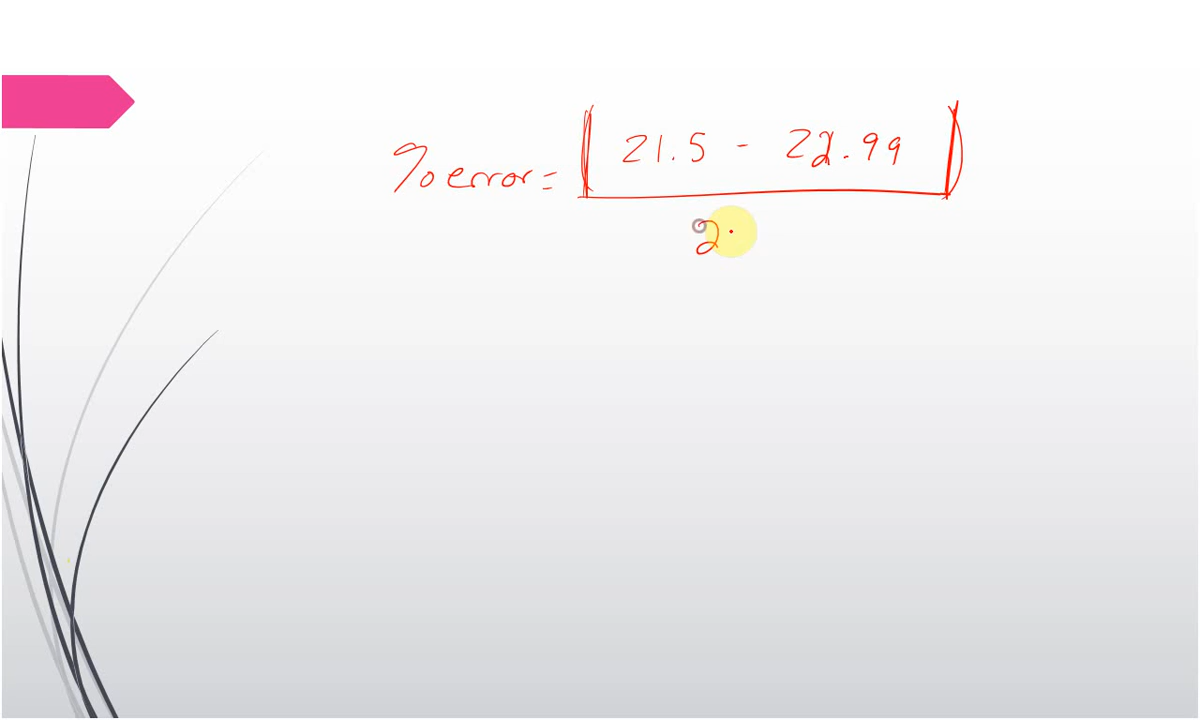 % error = | 21.5 - 22.99 |
2